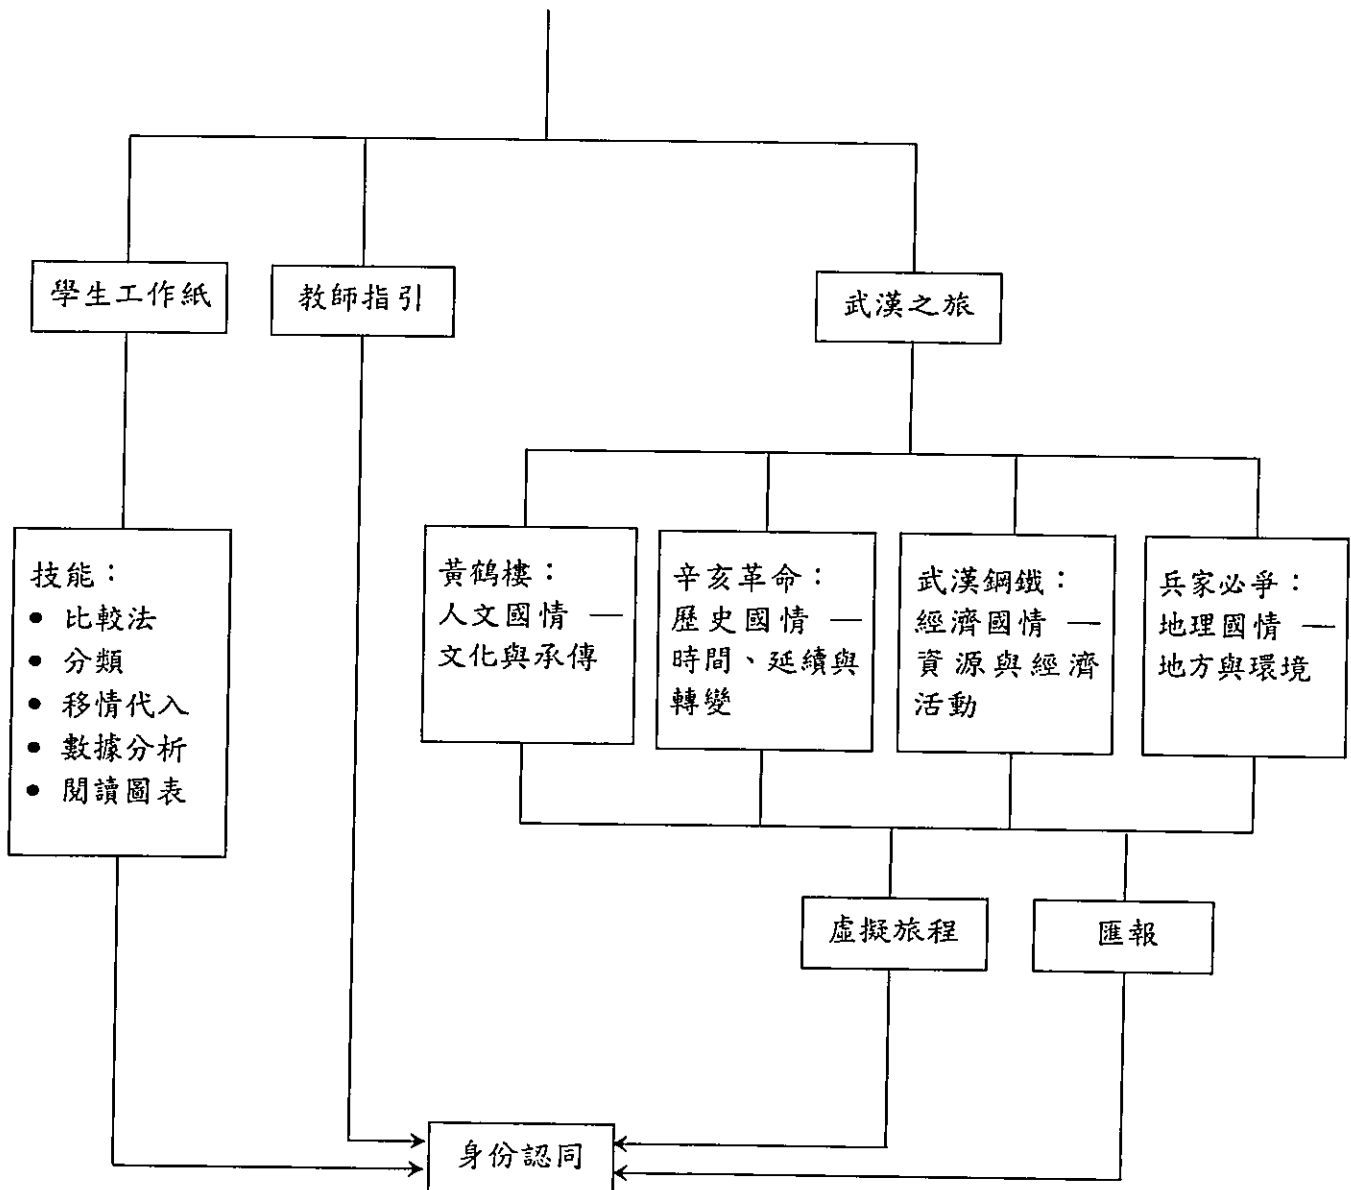 學生工作紙
教師指引
武漢之旅
技能：
• 比較法
• 分類
• 移情代入
• 數據分析
• 閱讀圖表
黃鶴樓：
人文國情 —
文化與承傳
辛亥革命：
歷史國情 —
時間、延續與
轉變
武漢鋼鐵：
經濟國情 —
資源與經濟
活動
兵家必爭：
地理國情 —
地方與環境
虛擬旅程
匯報
身份認同